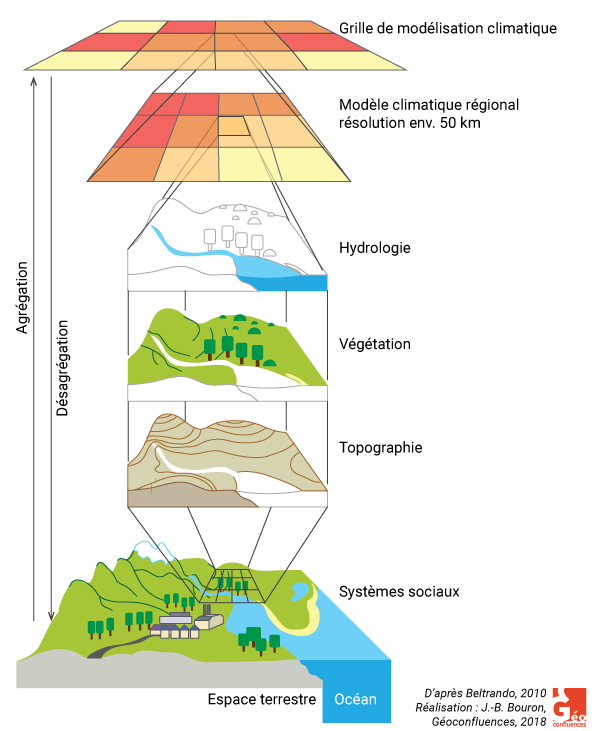 Grille de modélisation climatique
Modèle climatique régional
résolution env. 50 km
Hydrologie
Agrégation
Désagrégation
Végétation
Topographie
Systèmes sociaux
Espace terrestre
Océan
D'après Beltrando, 2010
Réalisation : J.-B. Bouron,
Géoconfluences, 2018
Géo
confluences